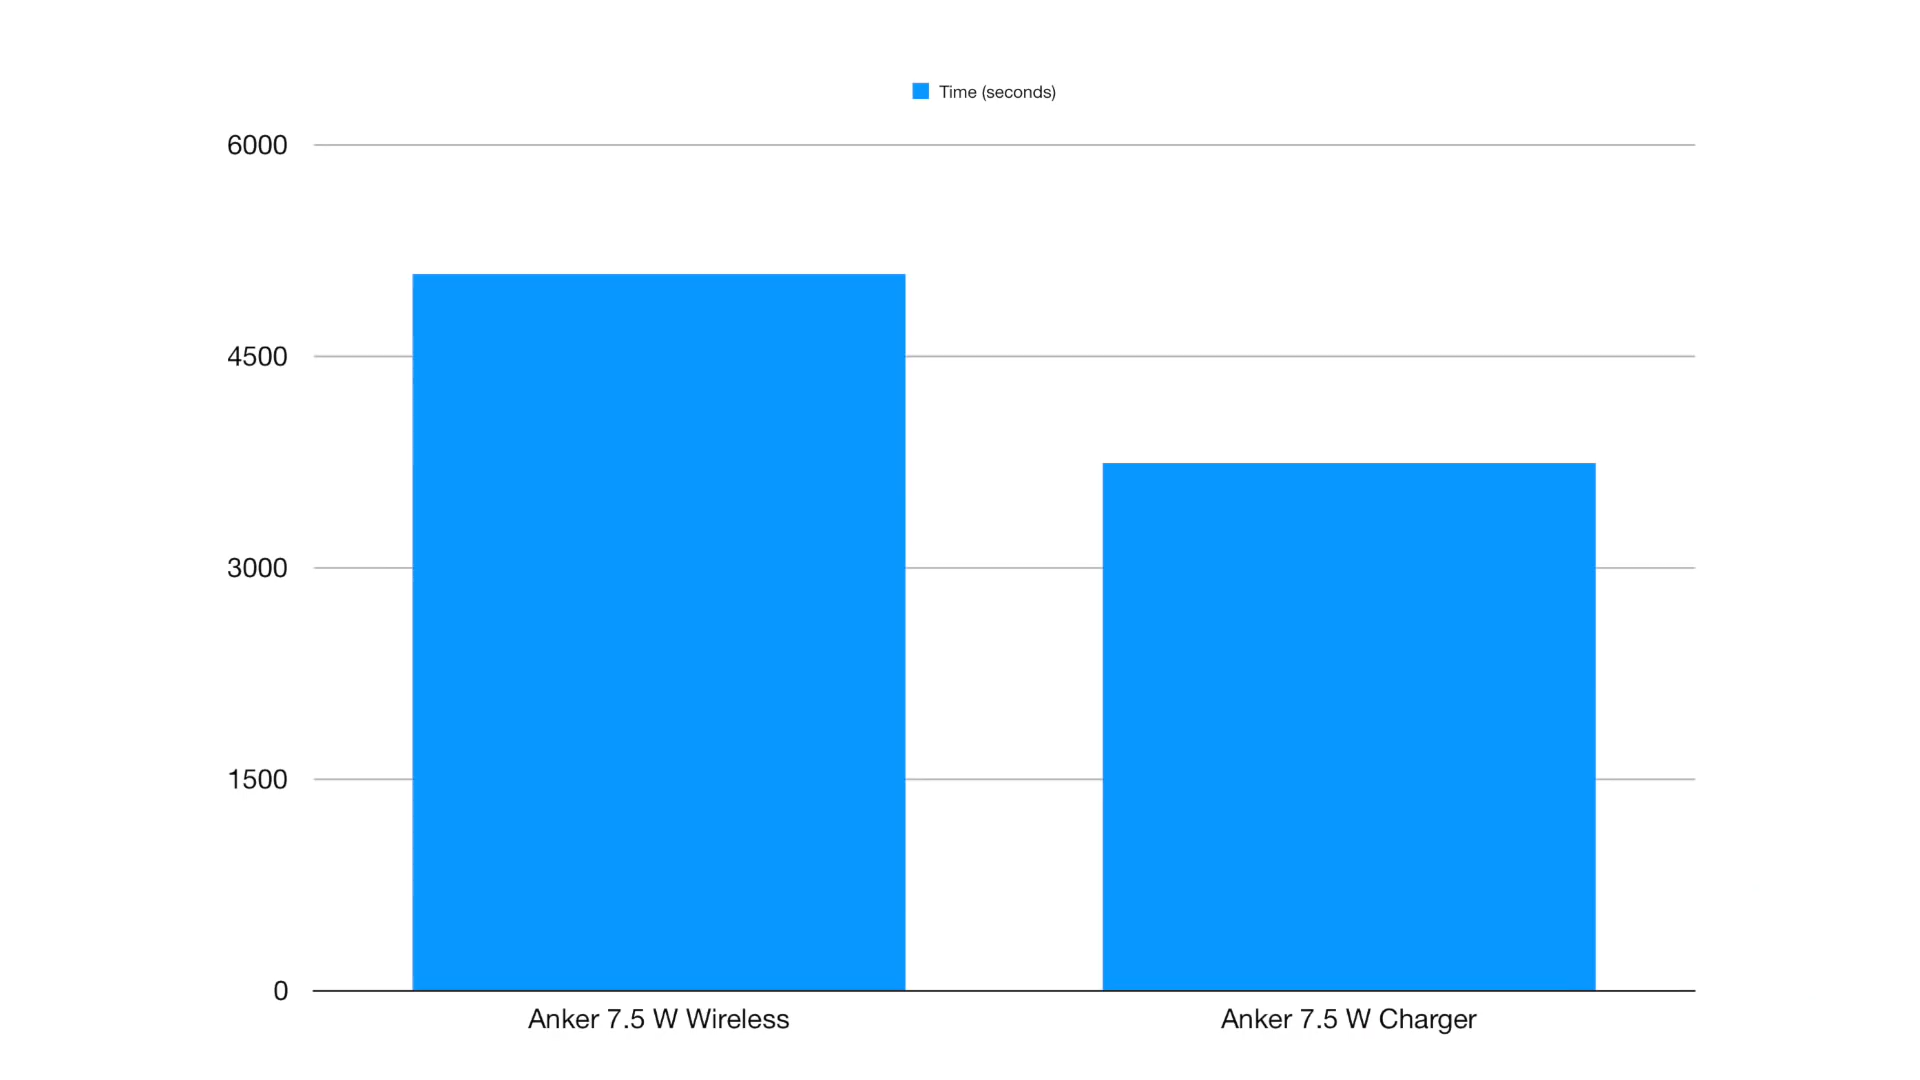 Time (seconds)
6000
4500
3000
1500
0
Anker 7.5 W Wireless
Anker 7.5 W Charger